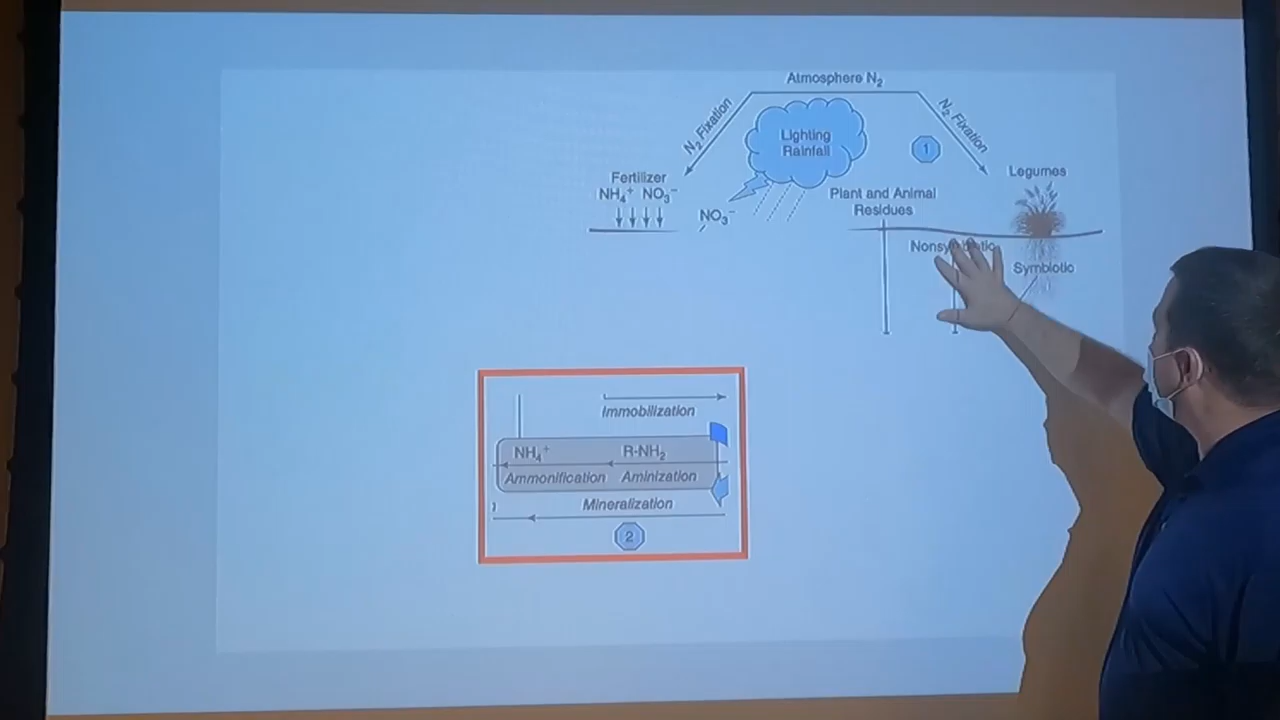 Atmosphere N₂
N₂ Fixation
N₂ Fixation
Lighting
Rainfall
1
Fertilizer
NH₄⁺ NO₃⁻
NO₃⁻
Plant and Animal
Residues
Legumes
Symbiotic
Immobilization
NH₄⁺
R-NH₂
Ammonification
Aminization
Mineralization
2